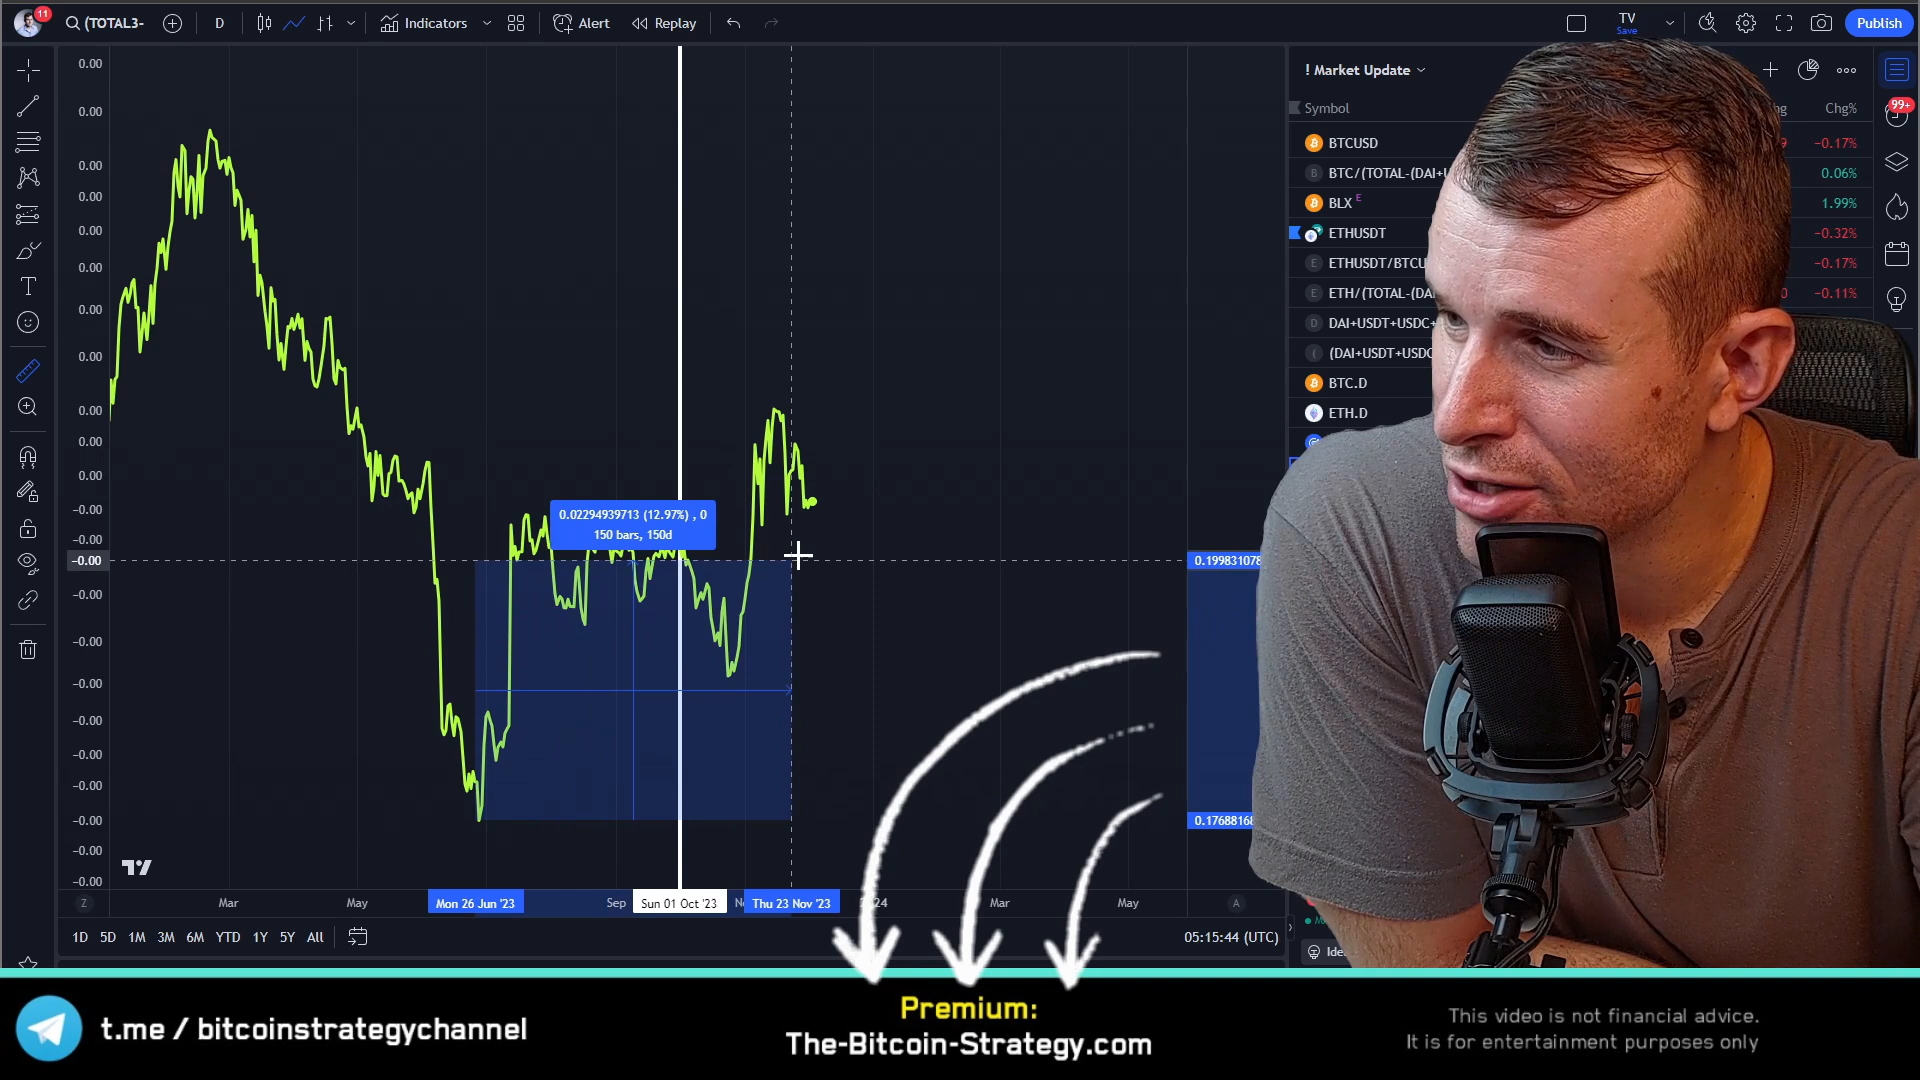 11
(TOTAL3-
D
Indicators
Alert
Replay
TV
Save
Publish
! Market Update
Symbol
Chg%
99+
BTCUSD
−0.17%
BTC/(TOTAL-(DAI+U
0.06%
BLX E
1.99%
ETHUSDT
−0.32%
ETHUSDT/BTCU
−0.17%
ETH/(TOTAL-(DA
−0.11%
DAI+USDT+USDC+
(DAI+USDT+USDC
BTC.D
ETH.D
0.00
0.00
0.00
0.00
0.00
0.00
0.00
0.00
0.00
0.00
0.00
−0.00
−0.00
−0.00
−0.00
−0.00
−0.00
−0.00
−0.00
−0.00
−0.00
−0.00
−0.00
0.02294939713 (12.97%) , 0
150 bars, 150d
0.19983107
0.1768816
Z
Mar
May
Mon 26 Jun '23
Sep
Sun 01 Oct '23
Thu 23 Nov '23
Mar
May
A
1D 5D 1M 3M 6M YTD 1Y 5Y All
05:15:44 (UTC)
t.me / bitcoinstrategychannel
Premium:
The-Bitcoin-Strategy.com
This video is not financial advice.
It is for entertainment purposes only